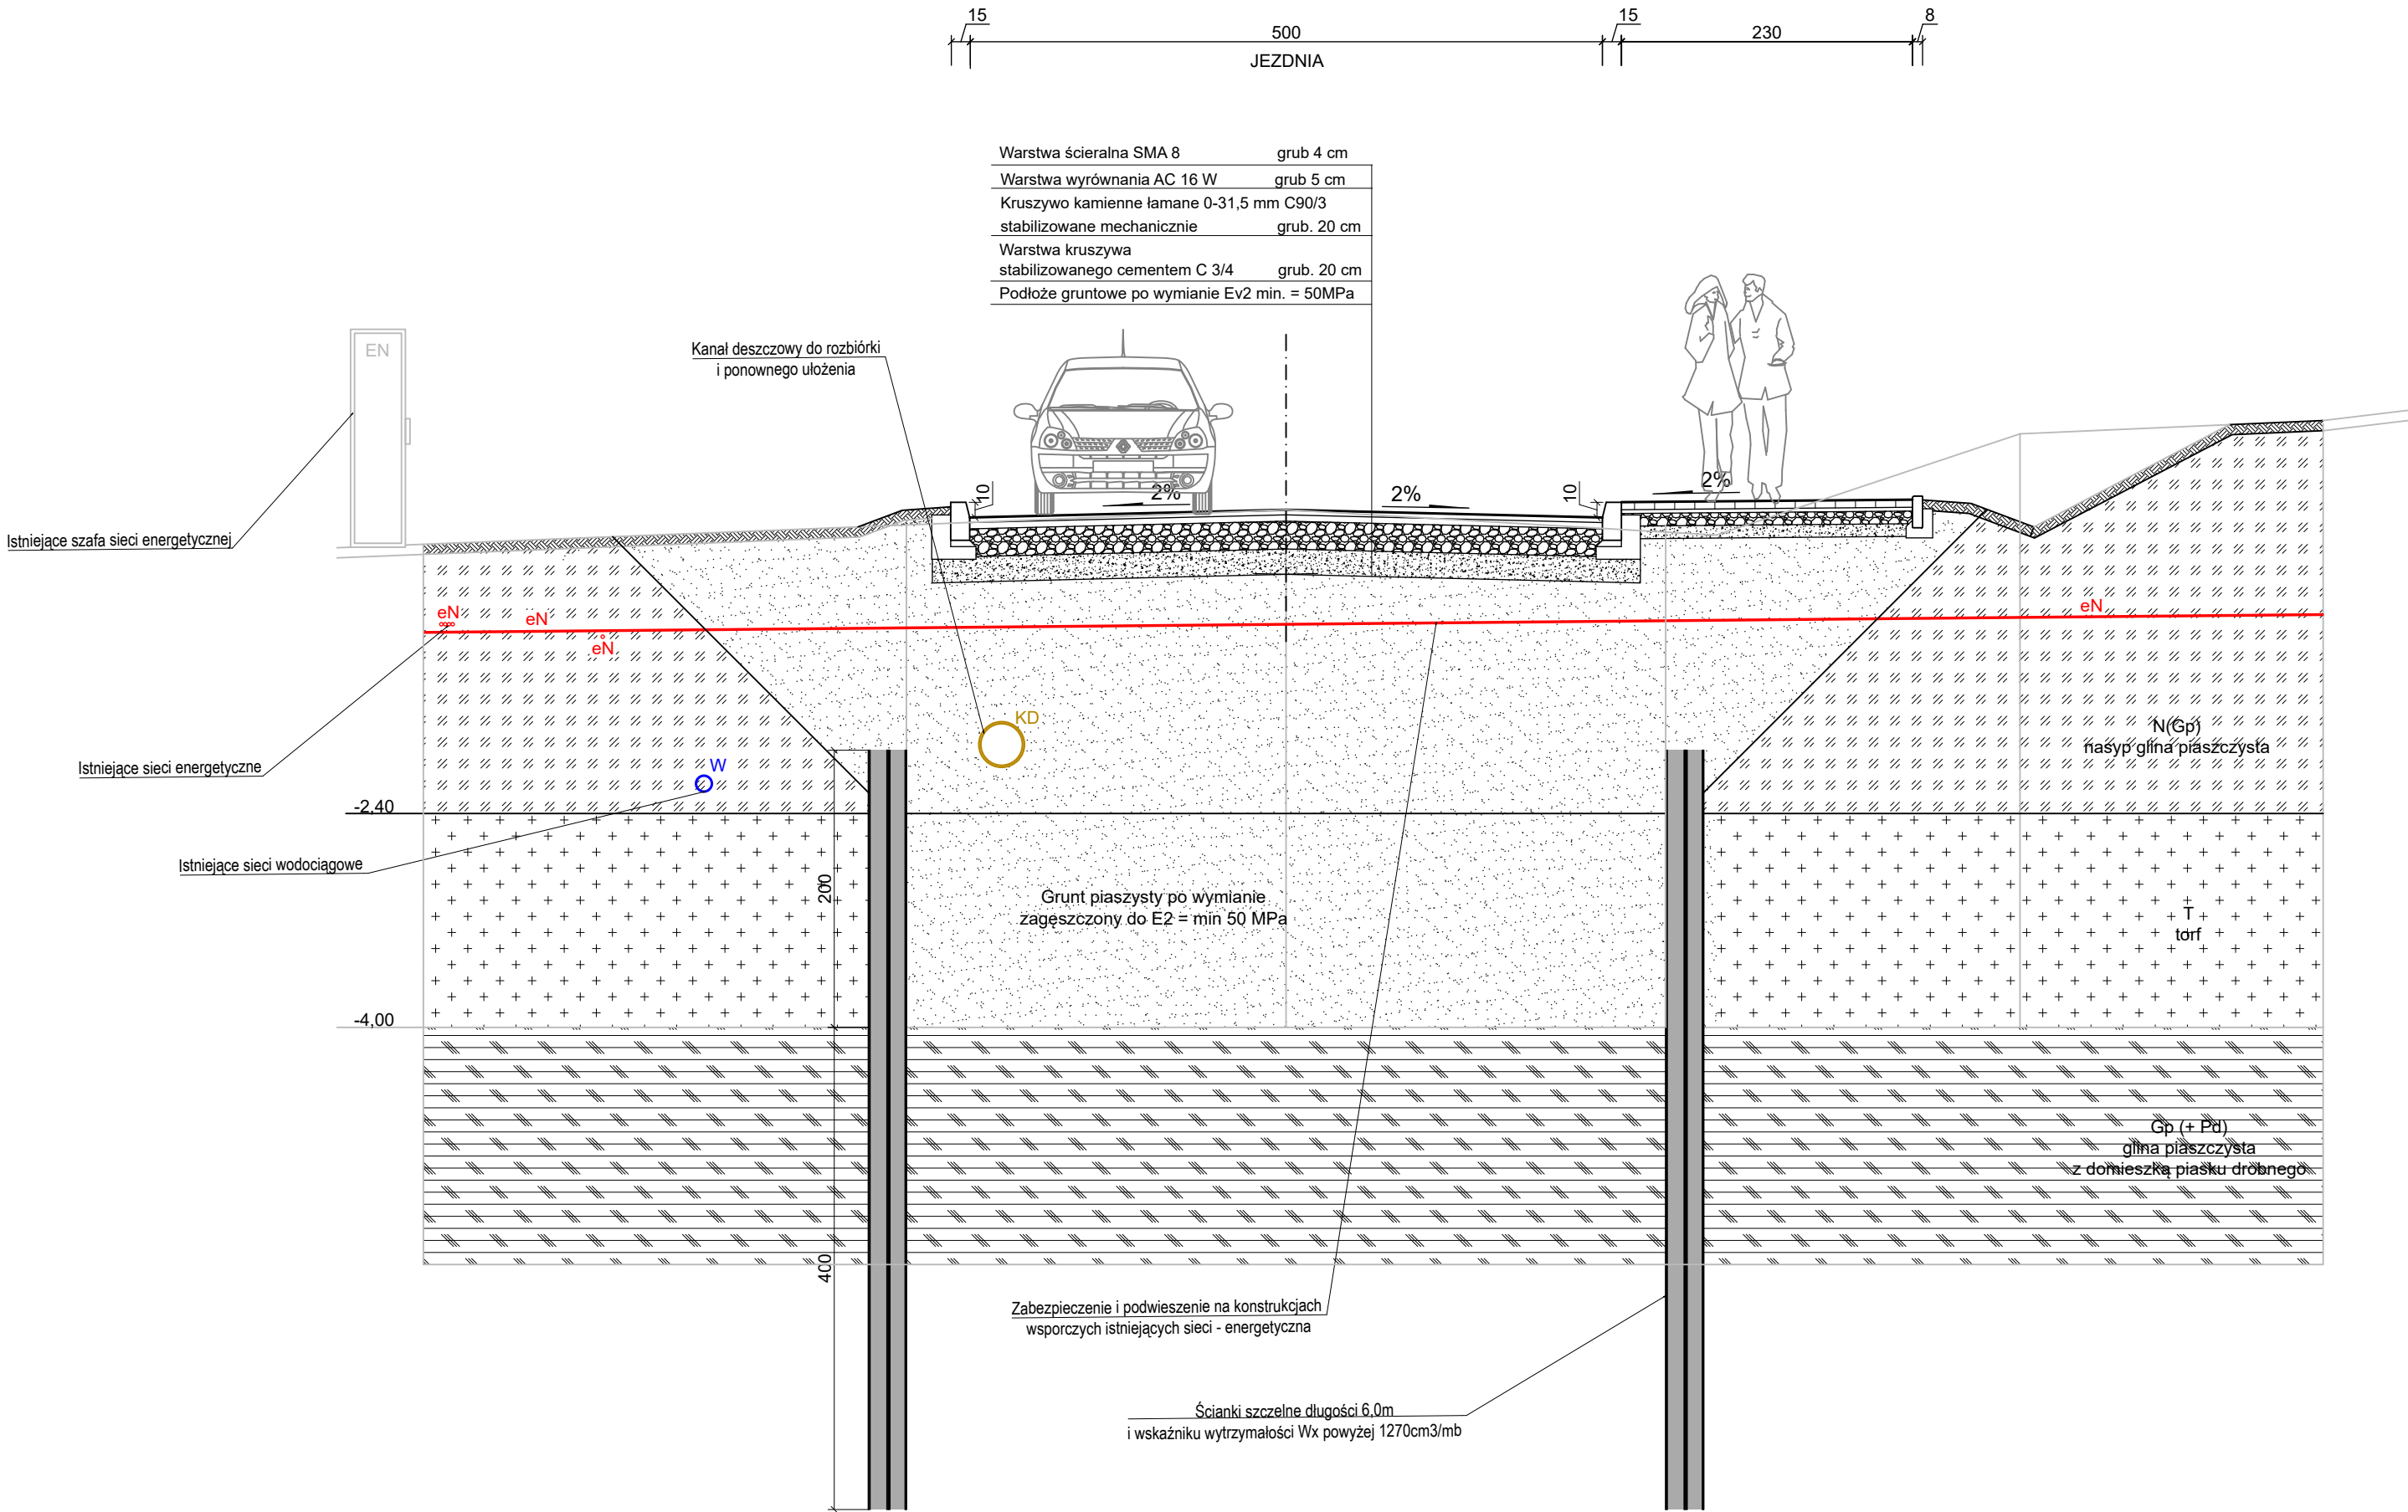 15
500
15
230
8
JEZDNIA
Warstwa ścieralna SMA 8 grub 4 cm
Warstwa wyrównania AC 16 W grub 5 cm
Kruszywo kamienne łamane 0-31,5 mm C90/3
stabilizowane mechanicznie grub. 20 cm
Warstwa kruszywa
stabilizowanego cementem C 3/4 grub. 20 cm
Podłoże gruntowe po wymianie Ev2 min. = 50MPa
EN
Kanał deszczowy do rozbiórki
i ponownego ułożenia
10
2%
2%
10
2%
Istniejące szafa sieci energetycznej
eN
eN
eN
eN
KD
N(Gp)
nasyp glina piaszczysta
Istniejące sieci energetyczne
W
-2,40
Istniejące sieci wodociągowe
200
Grunt piaszysty po wymianie
zagęszczony do E2 = min 50 MPa
T
torf
-4,00
Gp (+ Pd)
glina piaszczysta
z domieszką piasku drobnego
400
Zabezpieczenie i podwieszenie na konstrukcjach
wsporczych istniejących sieci - energetyczna
Ścianki szczelne długości 6,0m
i wskaźniku wytrzymałości Wx powyżej 1270cm3/mb